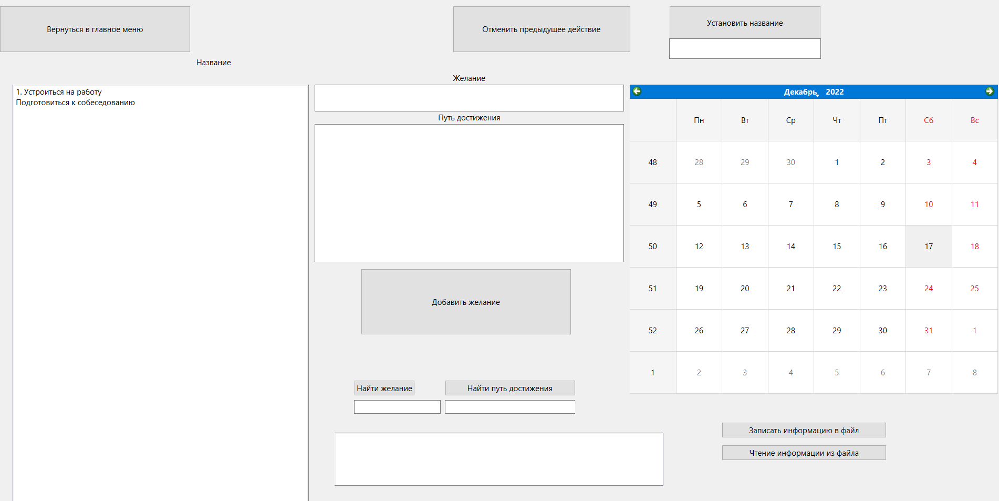 Вернуться в главное меню
Отменить предыдущее действие
Установить название
Название
1. Устроиться на работу
Подготовиться к собеседованию
Желание
Путь достижения
Добавить желание
Найти желание
Найти путь достижения
Декабрь 2022
Пн Вт Ср Чт Пт Сб Вс
48 28 29 30 1 2 3 4
49 5 6 7 8 9 10 11
50 12 13 14 15 16 17 18
51 19 20 21 22 23 24 25
52 26 27 28 29 30 31 1
1 2 3 4 5 6 7 8
Записать информацию в файл
Чтение информации из файла